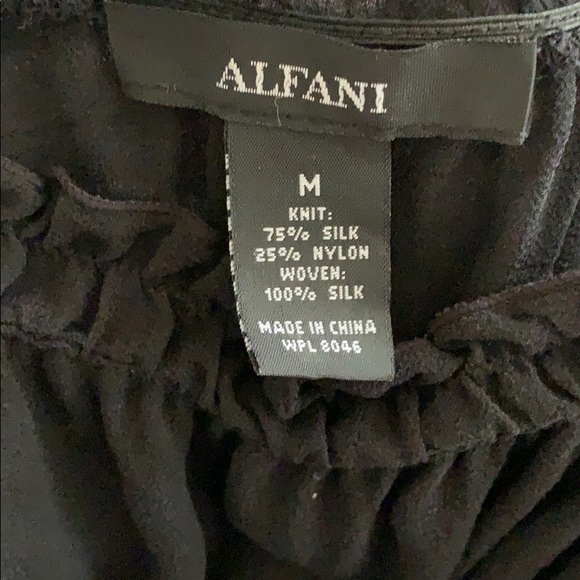 ALFANI
M
KNIT:
75% SILK
25% NYLON
WOVEN:
100% SILK
MADE IN CHINA
WPL 8046